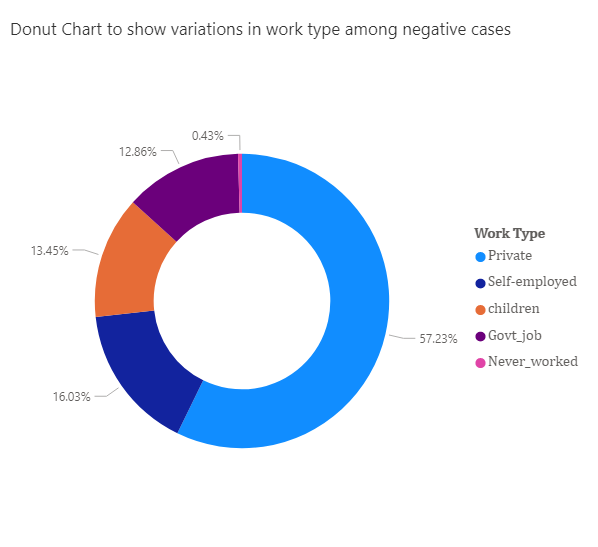 Donut Chart to show variations in work type among negative cases
0.43%
12.86%
13.45%
16.03%
57.23%
Work Type
Private
Self-employed
children
Govt_job
Never_worked